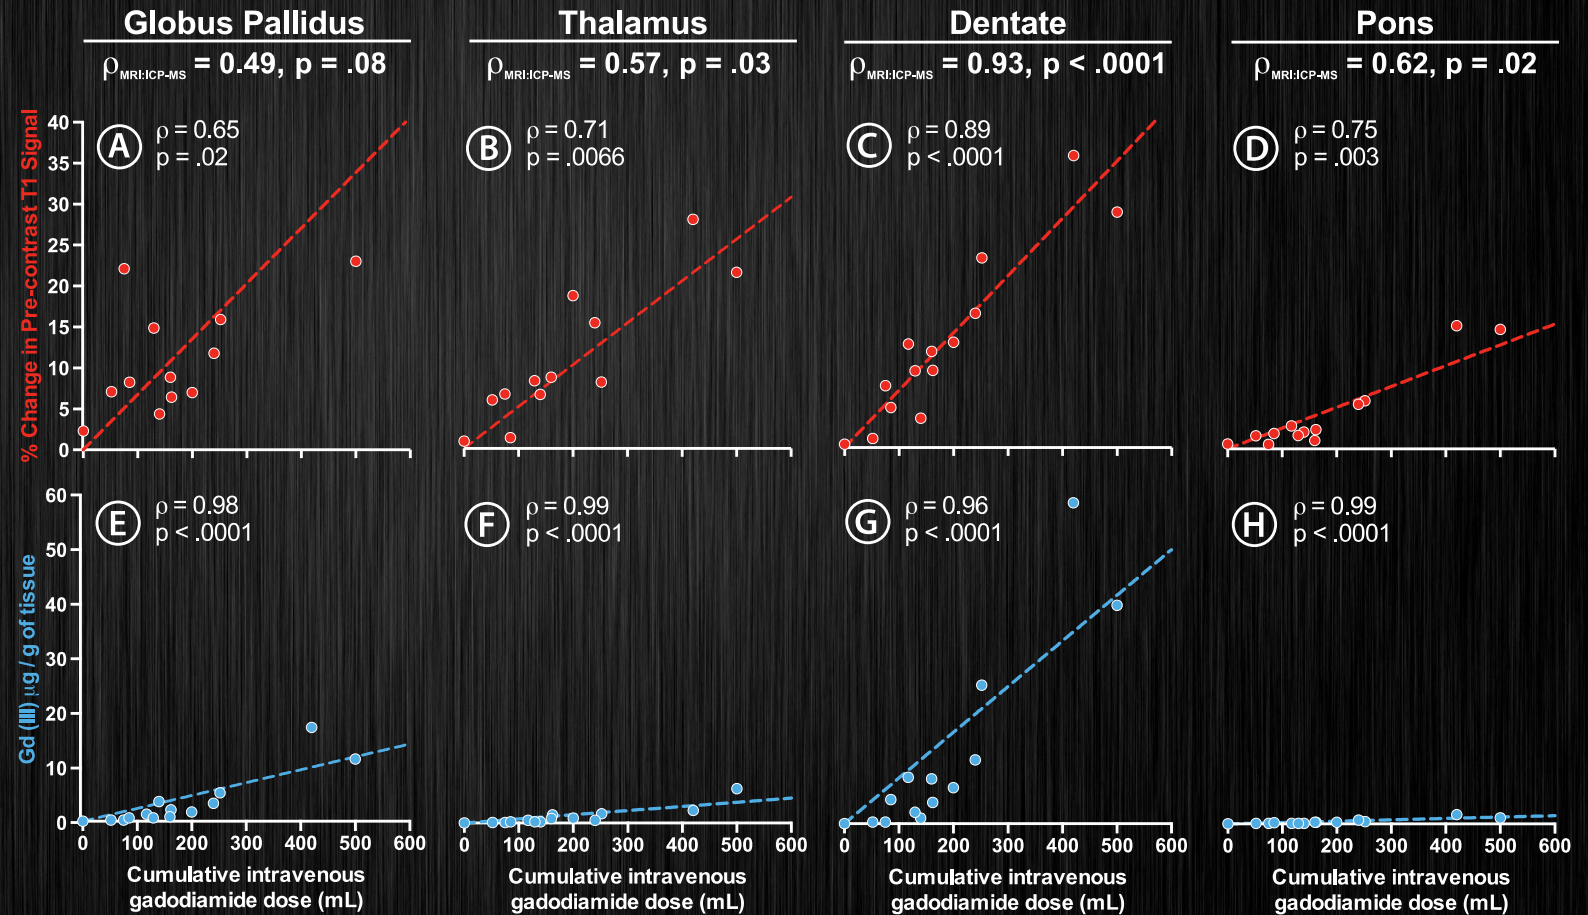 Globus Pallidus
ρMRI:ICP-MS = 0.49, p = .08
Thalamus
ρMRI:ICP-MS = 0.57, p = .03
Dentate
ρMRI:ICP-MS = 0.93, p < .0001
Pons
ρMRI:ICP-MS = 0.62, p = .02
% Change in Pre-contrast T1 Signal
40
35
30
25
20
15
10
5
0
A
ρ = 0.65
p = .02
B
ρ = 0.71
p = .0066
C
ρ = 0.89
p < .0001
D
ρ = 0.75
p = .003
Gd (III) µg / g of tissue
60
50
40
30
20
10
0
E
ρ = 0.98
p < .0001
F
ρ = 0.99
p < .0001
G
ρ = 0.96
p < .0001
H
ρ = 0.99
p < .0001
0 100 200 300 400 500 600
0 100 200 300 400 500 600
0 100 200 300 400 500 600
0 100 200 300 400 500 600
Cumulative intravenous
gadodiamide dose (mL)
Cumulative intravenous
gadodiamide dose (mL)
Cumulative intravenous
gadodiamide dose (mL)
Cumulative intravenous
gadodiamide dose (mL)